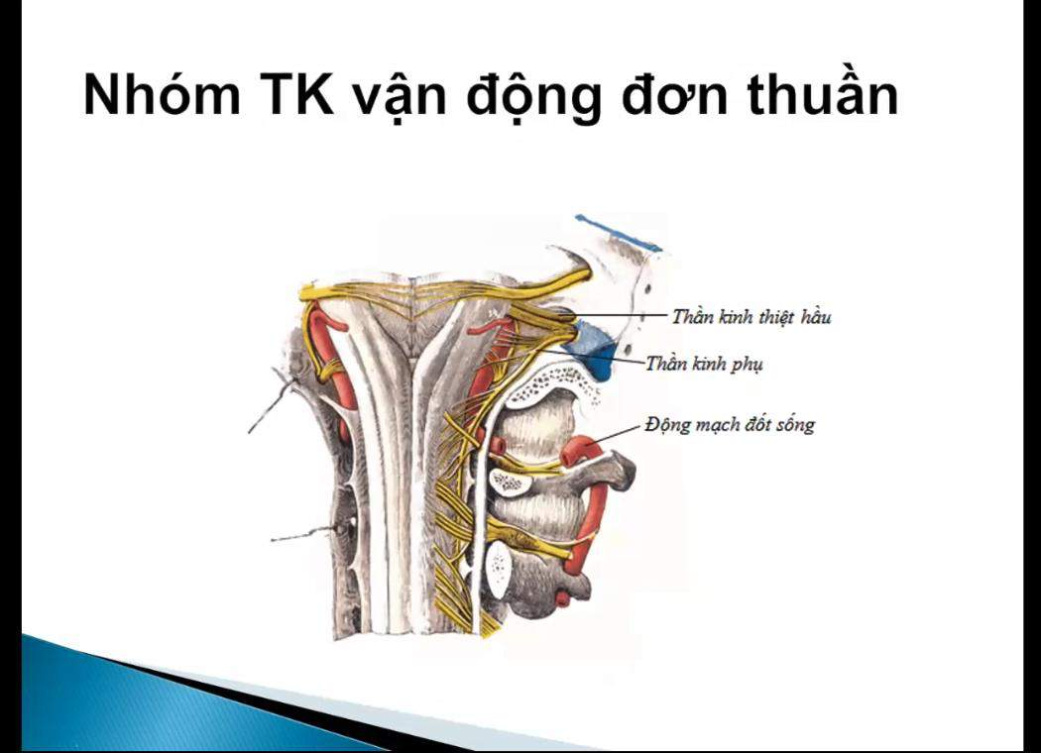 Nhóm TK vận động đơn thuần
Thần kinh thiệt hầu
Thần kinh phụ
Động mạch đốt sống